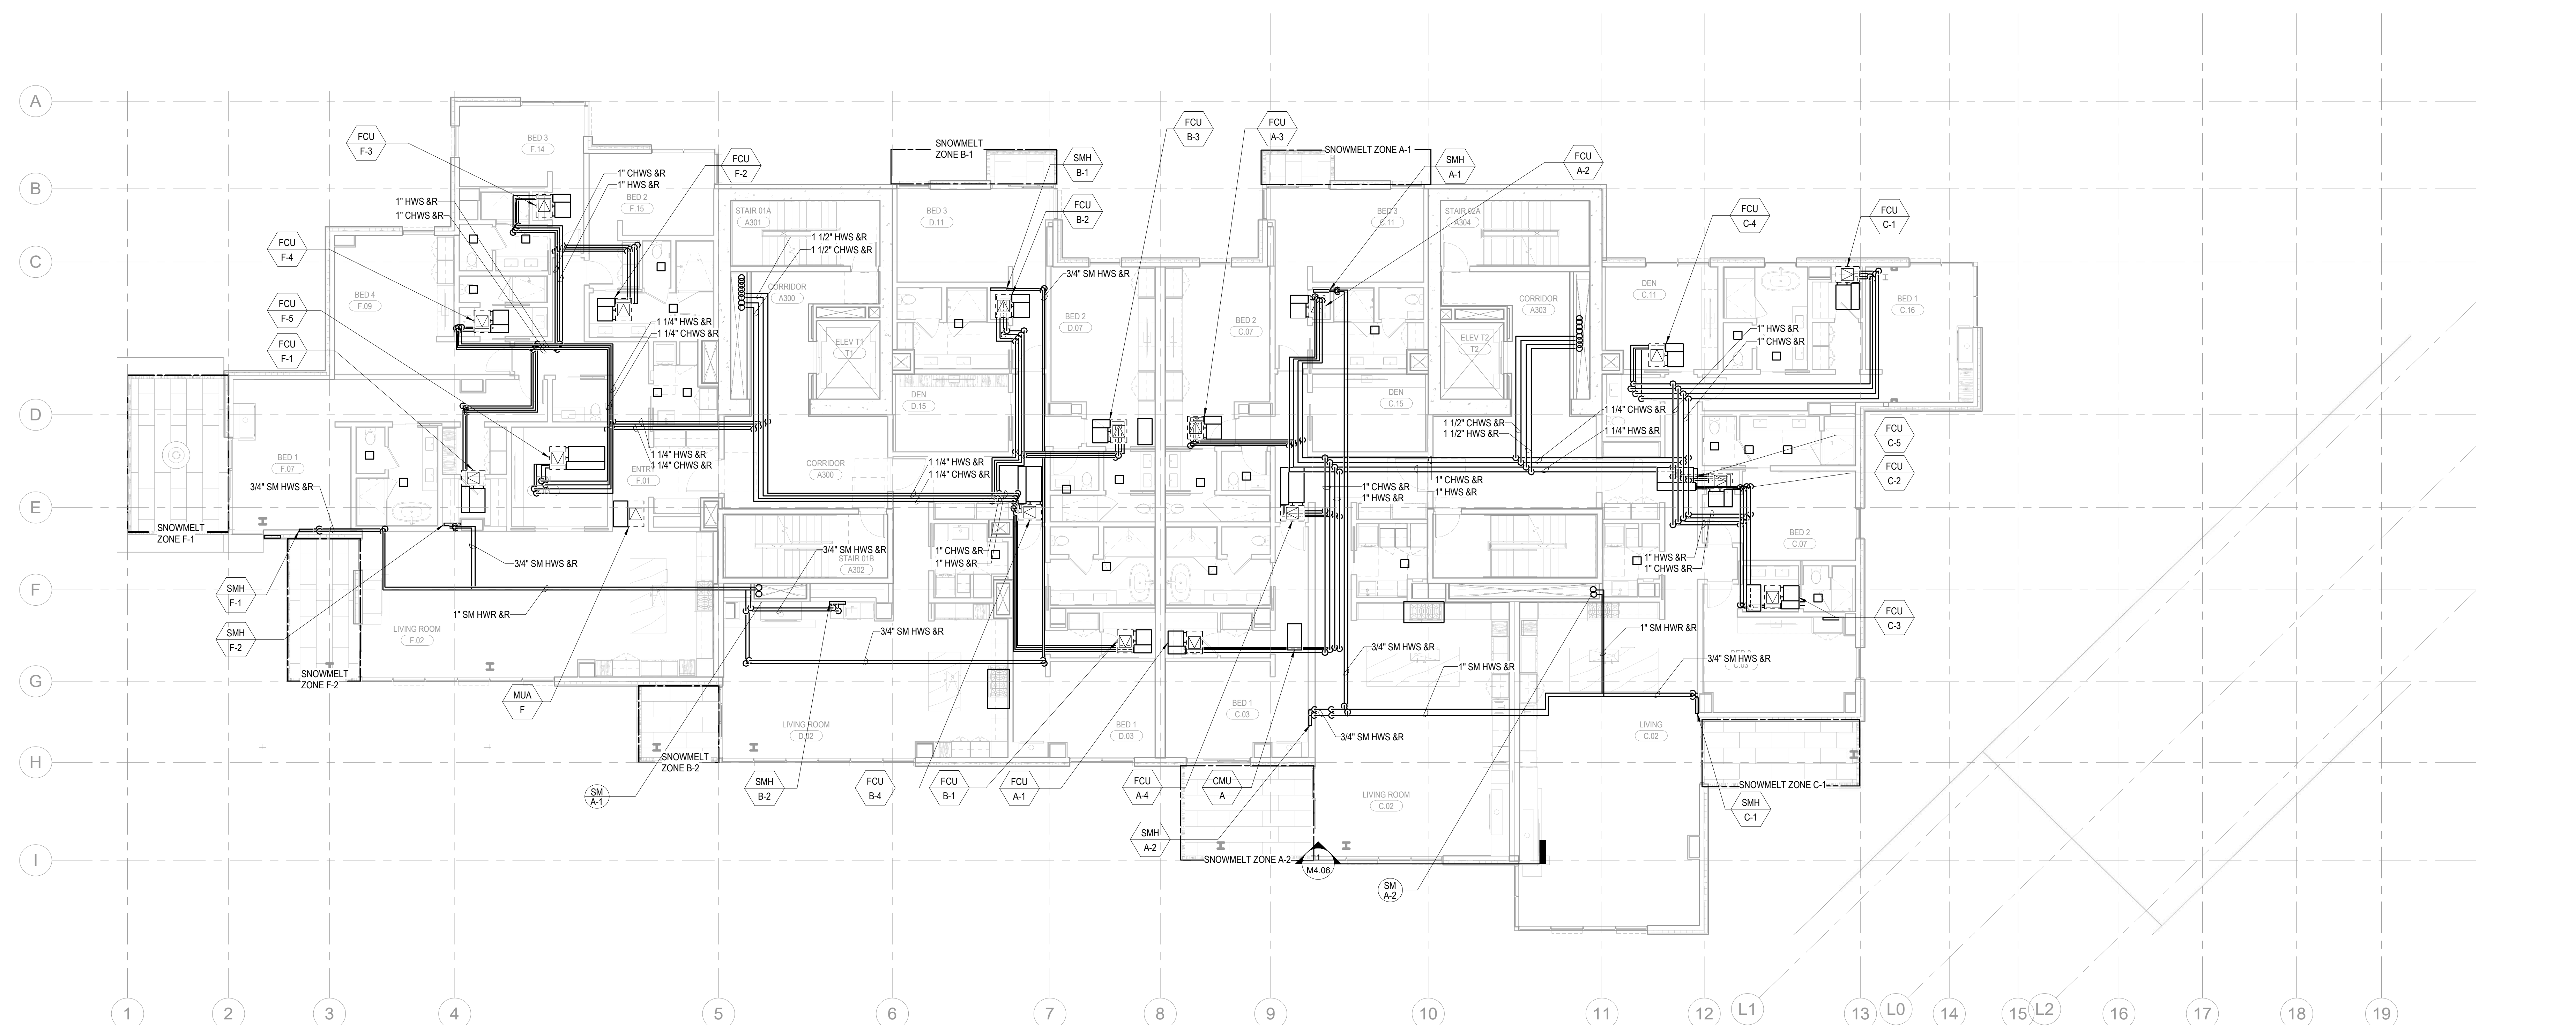 A
B
C
D
E
F
G
H
I
FCU
F-3
BED 3
F.14
FCU
F-2
1" CHWS &R
1" HWS &R
1" HWS &R
1" CHWS &R
BED 2
F.15
FCU
F-4
FCU
F-5
FCU
F-1
BED 4
F.09
1 1/4" HWS &R
1 1/4" CHWS &R
STAIR 01A
A301
1 1/2" HWS &R
1 1/2" CHWS &R
CORRIDOR
A300
ELEV T1
T1
SNOWMELT
ZONE B-1
BED 3
D.11
SMH
B-1
FCU
B-2
3/4" SM HWS &R
BED 2
D.07
FCU
B-3
FCU
A-3
SNOWMELT ZONE A-1
SMH
A-1
FCU
A-2
BED 3
C.11
BED 2
C.07
STAIR 02A
A304
CORRIDOR
A303
ELEV T2
T2
FCU
C-4
FCU
C-1
DEN
C.11
BED 1
C.16
1" HWS &R
1" CHWS &R
DEN
D.15
DEN
C.15
BED 1
F.07
3/4" SM HWS &R
SNOWMELT
ZONE F-1
ENTRY
F.01
1 1/4" HWS &R
1 1/4" CHWS &R
CORRIDOR
A300
1 1/4" HWS &R
1 1/4" CHWS &R
1 1/2" CHWS &R
1 1/2" HWS &R
1 1/4" CHWS &R
1 1/4" HWS &R
1" CHWS &R
1" HWS &R
1" CHWS &R
1" HWS &R
FCU
C-5
FCU
C-2
BED 2
C.07
1" HWS &R
1" CHWS &R
3/4" SM HWS &R
3/4" SM HWS &R
STAIR 01B
A302
1" CHWS &R
1" HWS &R
SMH
F-1
SMH
F-2
1" SM HWR &R
LIVING ROOM
F.02
SNOWMELT
ZONE F-2
3/4" SM HWS &R
3/4" SM HWS &R
1" SM HWS &R
1" SM HWR &R
3/4" SM HWS &R
FCU
C-3
C.03
MUA
F
LIVING ROOM
D.02
BED 1
D.03
BED 1
C.03
3/4" SM HWS &R
LIVING
C.02
SNOWMELT
ZONE B-2
SM
A-1
SMH
B-2
FCU
B-4
FCU
B-1
FCU
A-1
FCU
A-4
CMU
A
LIVING ROOM
C.02
SNOWMELT ZONE C-1
SMH
C-1
SMH
A-2
SNOWMELT ZONE A-2
1
M4.06
SM
A-2
1
2
3
4
5
6
7
8
9
10
11
12
L1
13
L0
14
15
L2
16
17
18
19